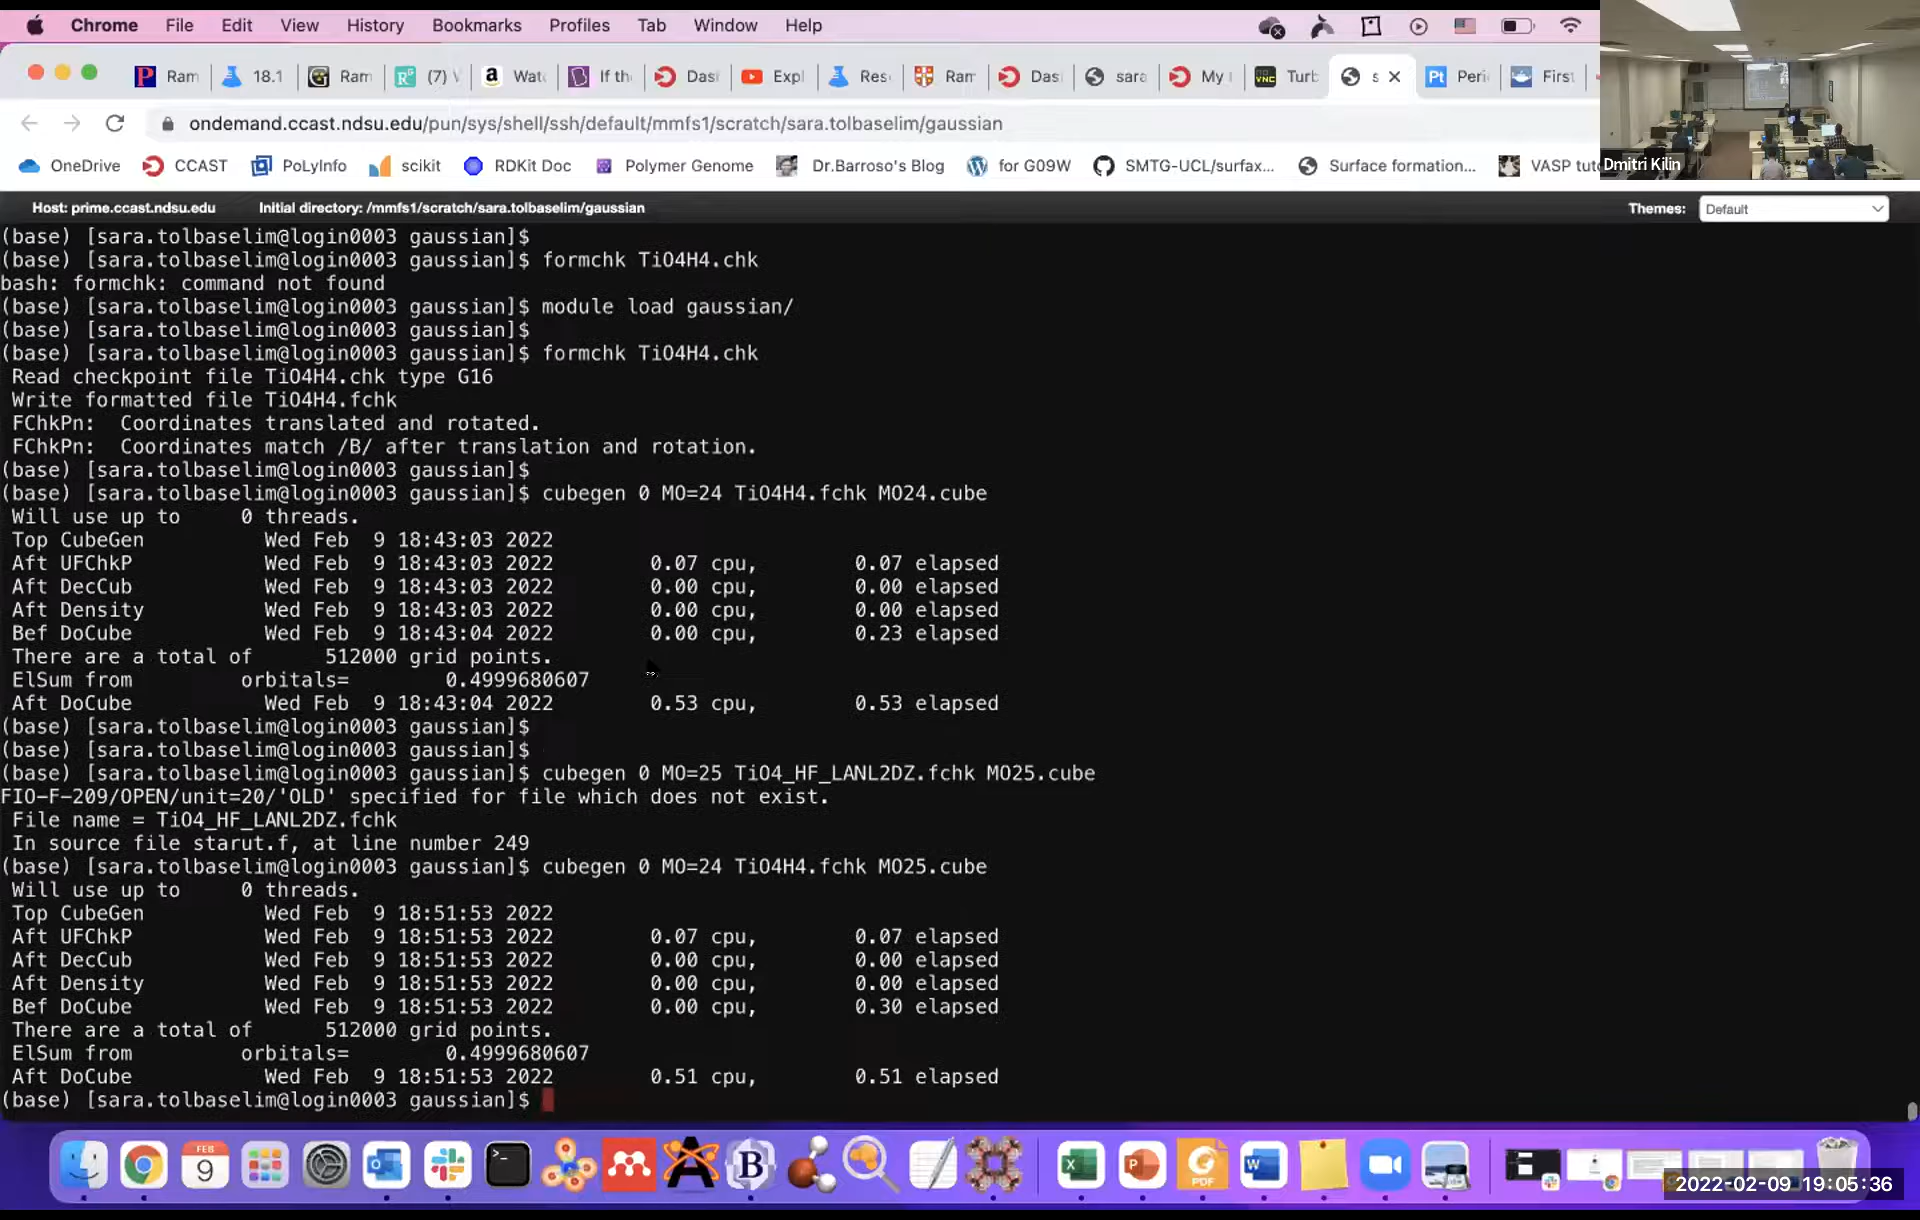 Chrome File Edit View History Bookmarks Profiles Tab Window Help
Ram 18.1 Ram (7) Wat If th Das Expl Res Ram Das sara My Turb s Peri First
ondemand.ccast.ndsu.edu/pun/sys/shell/ssh/default/mmfs1/scratch/sara.tolbaselim/gaussian
OneDrive CCAST PoLyInfo scikit RDKit Doc Polymer Genome Dr.Barroso's Blog for G09W SMTG-UCL/surfax... Surface formation... VASP tuto
Dmitri Kilin
Host: prime.ccast.ndsu.edu Initial directory: /mmfs1/scratch/sara.tolbaselim/gaussian Themes: Default
(base) [sara.tolbaselim@login0003 gaussian]$
(base) [sara.tolbaselim@login0003 gaussian]$ formchk TiO4H4.chk
bash: formchk: command not found
(base) [sara.tolbaselim@login0003 gaussian]$ module load gaussian/
(base) [sara.tolbaselim@login0003 gaussian]$
(base) [sara.tolbaselim@login0003 gaussian]$ formchk TiO4H4.chk
Read checkpoint file TiO4H4.chk type G16
Write formatted file TiO4H4.fchk
FChkPn: Coordinates translated and rotated.
FChkPn: Coordinates match /B/ after translation and rotation.
(base) [sara.tolbaselim@login0003 gaussian]$
(base) [sara.tolbaselim@login0003 gaussian]$ cubegen 0 MO=24 TiO4H4.fchk MO24.cube
Will use up to 0 threads.
Top CubeGen Wed Feb 9 18:43:03 2022
Aft UFChkP Wed Feb 9 18:43:03 2022 0.07 cpu, 0.07 elapsed
Aft DecCub Wed Feb 9 18:43:03 2022 0.00 cpu, 0.00 elapsed
Aft Density Wed Feb 9 18:43:03 2022 0.00 cpu, 0.00 elapsed
Bef DoCube Wed Feb 9 18:43:04 2022 0.00 cpu, 0.23 elapsed
There are a total of 512000 grid points.
ElSum from orbitals= 0.4999680607
Aft DoCube Wed Feb 9 18:43:04 2022 0.53 cpu, 0.53 elapsed
(base) [sara.tolbaselim@login0003 gaussian]$
(base) [sara.tolbaselim@login0003 gaussian]$
(base) [sara.tolbaselim@login0003 gaussian]$ cubegen 0 MO=25 TiO4_HF_LANL2DZ.fchk MO25.cube
FIO-F-209/OPEN/unit=20/'OLD' specified for file which does not exist.
File name = TiO4_HF_LANL2DZ.fchk
In source file starut.f, at line number 249
(base) [sara.tolbaselim@login0003 gaussian]$ cubegen 0 MO=24 TiO4H4.fchk MO25.cube
Will use up to 0 threads.
Top CubeGen Wed Feb 9 18:51:53 2022
Aft UFChkP Wed Feb 9 18:51:53 2022 0.07 cpu, 0.07 elapsed
Aft DecCub Wed Feb 9 18:51:53 2022 0.00 cpu, 0.00 elapsed
Aft Density Wed Feb 9 18:51:53 2022 0.00 cpu, 0.00 elapsed
Bef DoCube Wed Feb 9 18:51:53 2022 0.00 cpu, 0.30 elapsed
There are a total of 512000 grid points.
ElSum from orbitals= 0.4999680607
Aft DoCube Wed Feb 9 18:51:53 2022 0.51 cpu, 0.51 elapsed
(base) [sara.tolbaselim@login0003 gaussian]$
FEB
9
PDF
2022-02-09 19:05:36